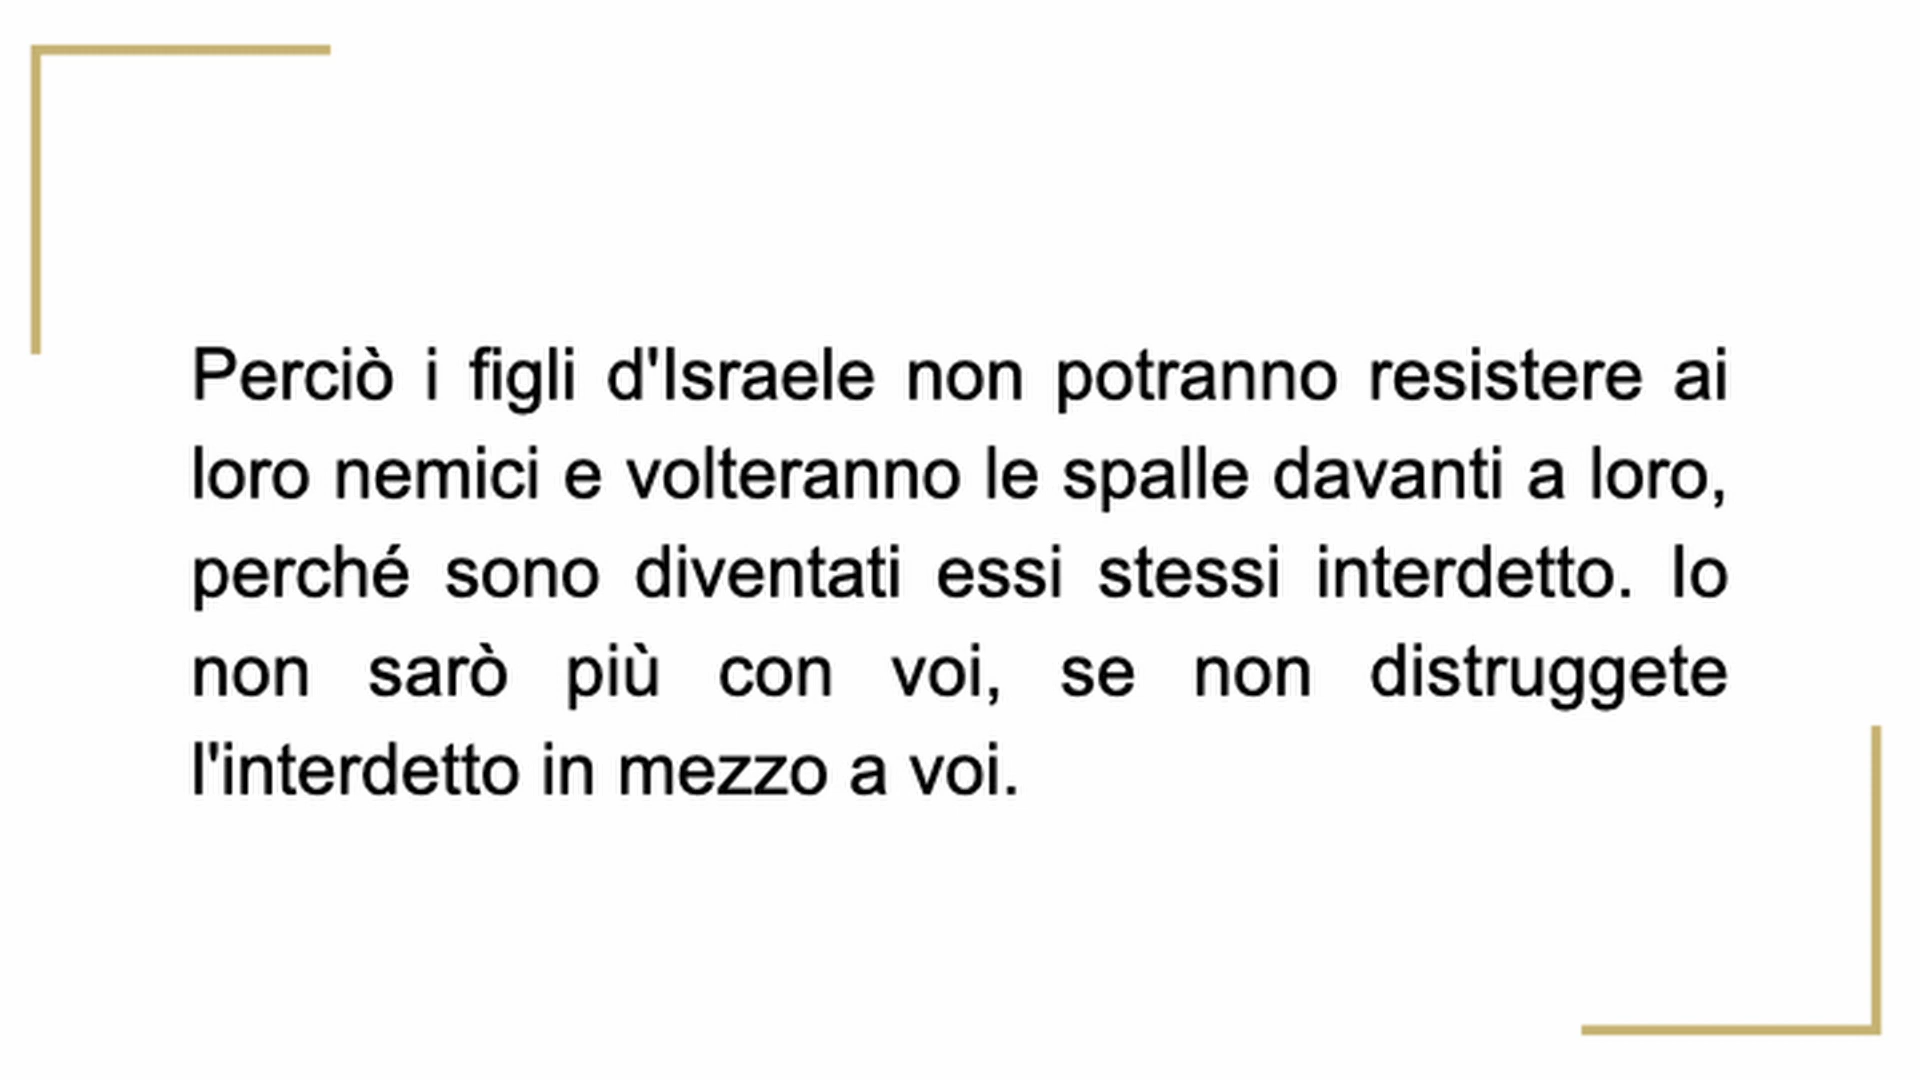 Perciò i figli d'Israele non potranno resistere ai
loro nemici e volteranno le spalle davanti a loro,
perché sono diventati essi stessi interdetto. Io
non sarò più con voi, se non distruggete
l'interdetto in mezzo a voi.